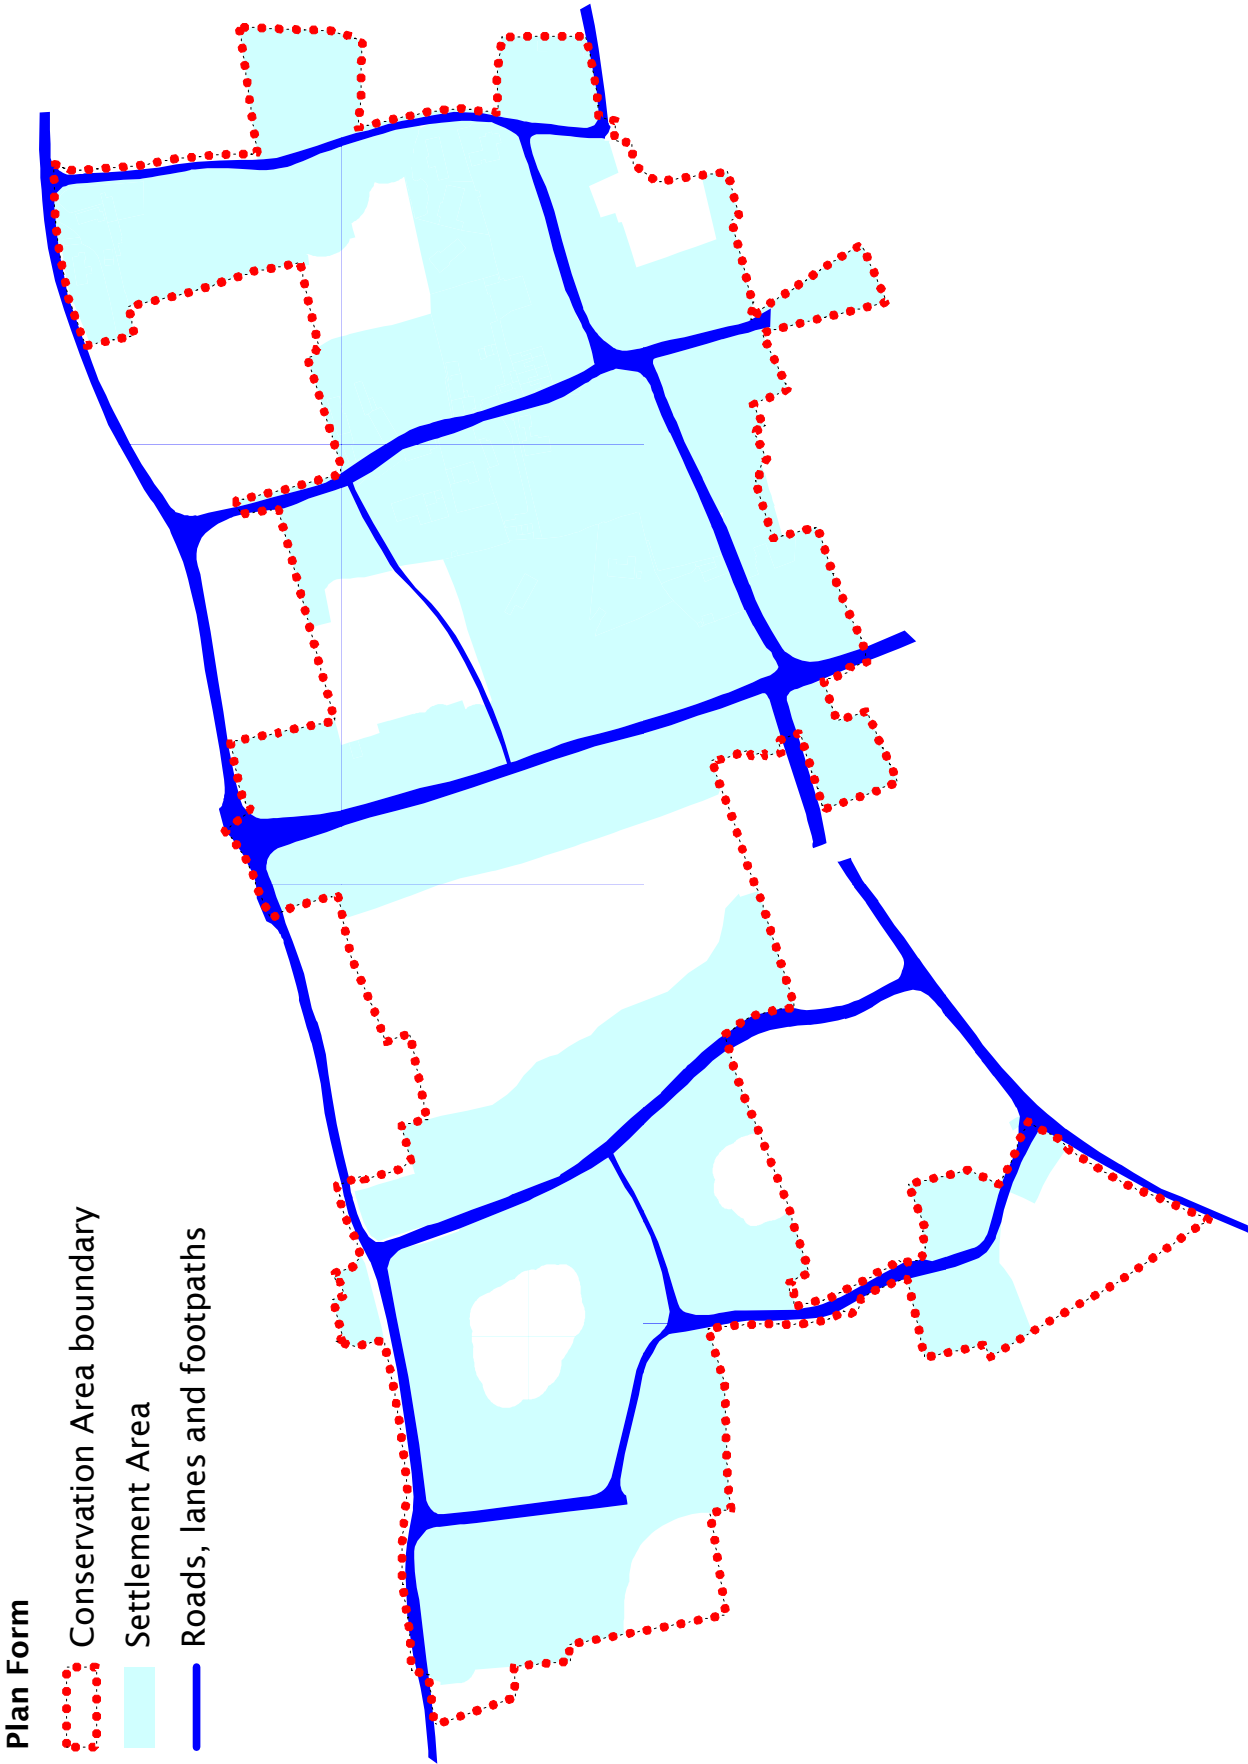 Plan Form
Conservation Area boundary
Settlement Area
Roads, lanes and footpaths